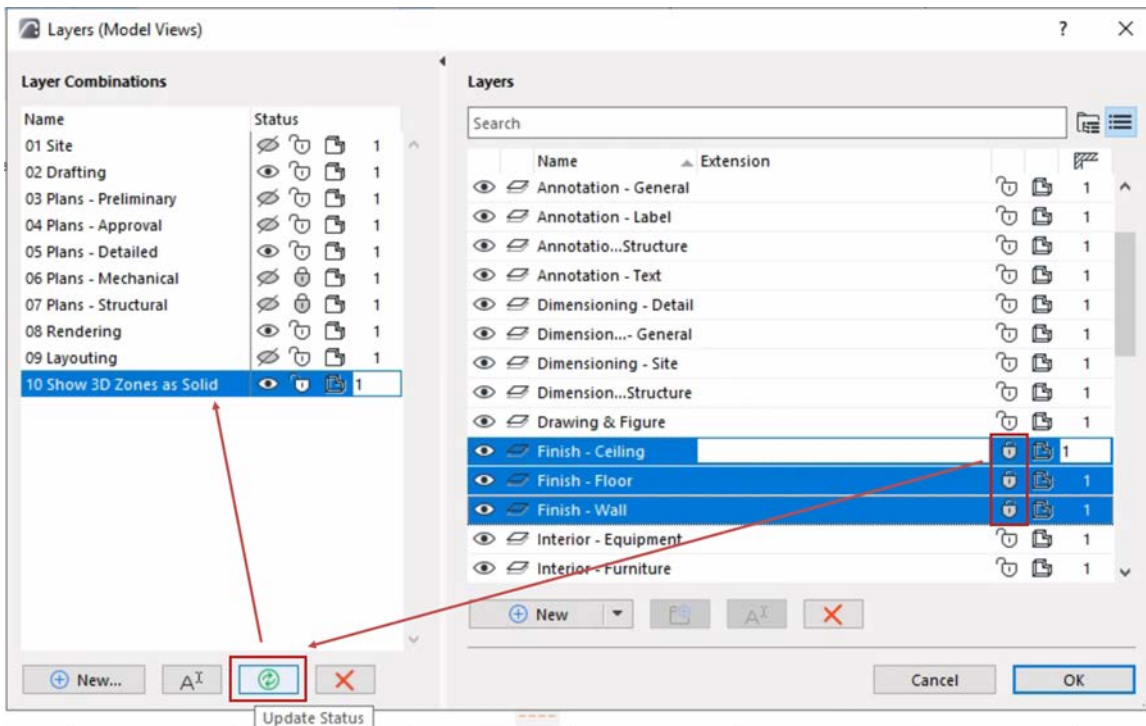 Layers (Model Views)
?
Layer Combinations
Name Status
01 Site 1
02 Drafting 1
03 Plans - Preliminary 1
04 Plans - Approval 1
05 Plans - Detailed 1
06 Plans - Mechanical 1
07 Plans - Structural 1
08 Rendering 1
09 Layouting 1
10 Show 3D Zones as Solid 1
New...
Update Status
Layers
Search
Name Extension
Annotation - General 1
Annotation - Label 1
Annotatio...Structure 1
Annotation - Text 1
Dimensioning - Detail 1
Dimension...- General 1
Dimensioning - Site 1
Dimension...Structure 1
Drawing & Figure 1
Finish - Ceiling 1
Finish - Floor 1
Finish - Wall 1
Interior - Equipment 1
Interior - Furniture 1
New
Cancel OK